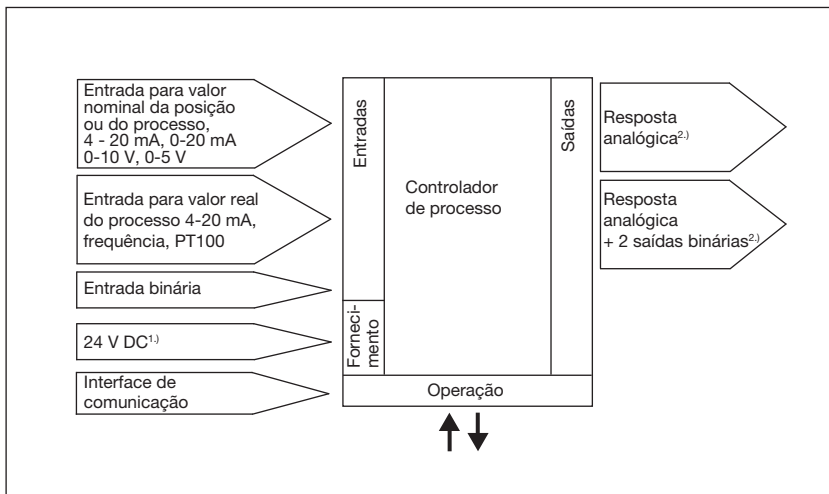 Entrada para valor
nominal da posição
ou do processo,
4 - 20 mA, 0-20 mA
0-10 V, 0-5 V
Entrada para valor real
do processo 4-20 mA,
frequência, PT100
Entrada binária
24 V DC1.)
Interface de
comunicação
Entradas
Forneci-
mento
Controlador
de processo
Operação
Saídas
Resposta
analógica2.)
Resposta
analógica
+ 2 saídas binárias2.)